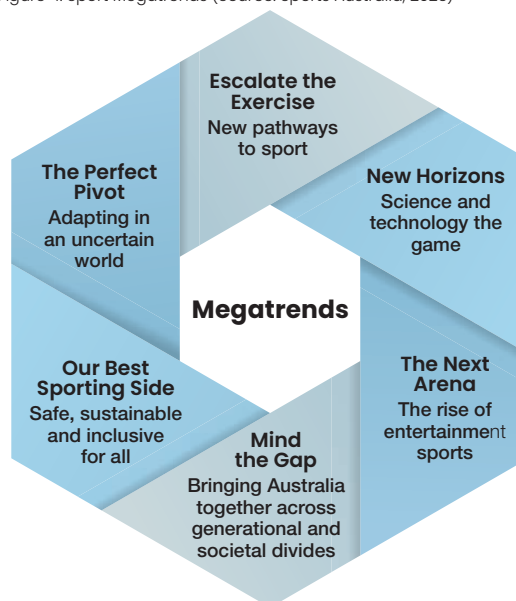 Sport Megatrends (Source: Sports Australia,
Escalate the
Exercise
New pathways
to sport
New Horizons
Science and
technology the
game
The Next
Arena
The rise of
entertainment
sports
Mind
the Gap
Bringing Australia
together across
generational and
societal divides
Our Best
Sporting Side
Safe, sustainable
and inclusive
for all
The Perfect
Pivot
Adapting in
an uncertain
world
Megatrends